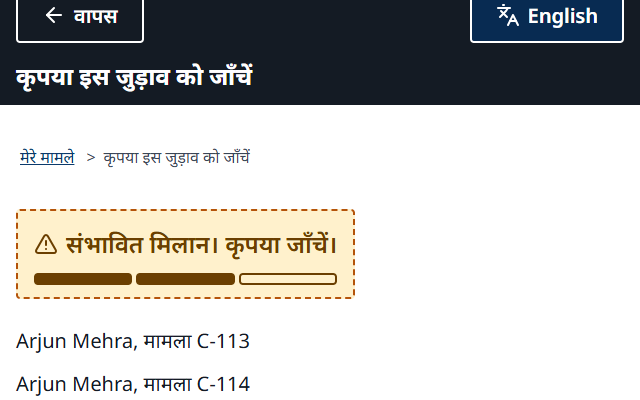 वापस
English
कृपया इस जुड़ाव को जाँचें
मेरे मामले > कृपया इस जुड़ाव को जाँचें
संभावित मिलान। कृपया जाँचें।
Arjun Mehra, मामला C-113
Arjun Mehra, मामला C-114